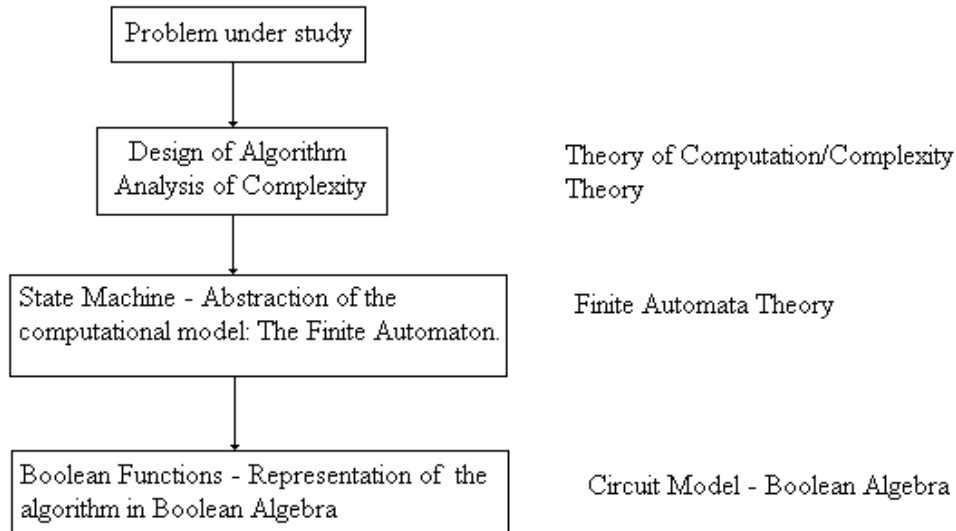 Problem under study
Design of Algorithm
Analysis of Complexity
Theory of Computation/Complexity
Theory
State Machine - Abstraction of the
computational model: The Finite Automaton.
Finite Automata Theory
Boolean Functions - Representation of the
algorithm in Boolean Algebra
Circuit Model - Boolean Algebra